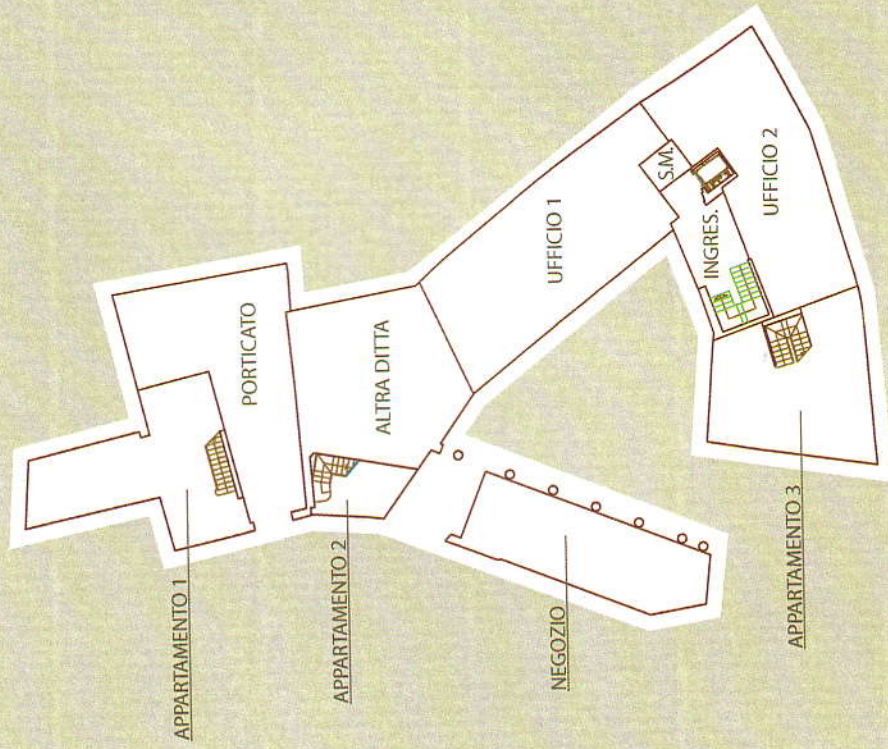 APPARTAMENTO 1
PORTICATO
APPARTAMENTO 2
ALTRA DITTA
NEGOZIO
UFFICIO 1
S.M.
INGRES.
UFFICIO 2
APPARTAMENTO 3